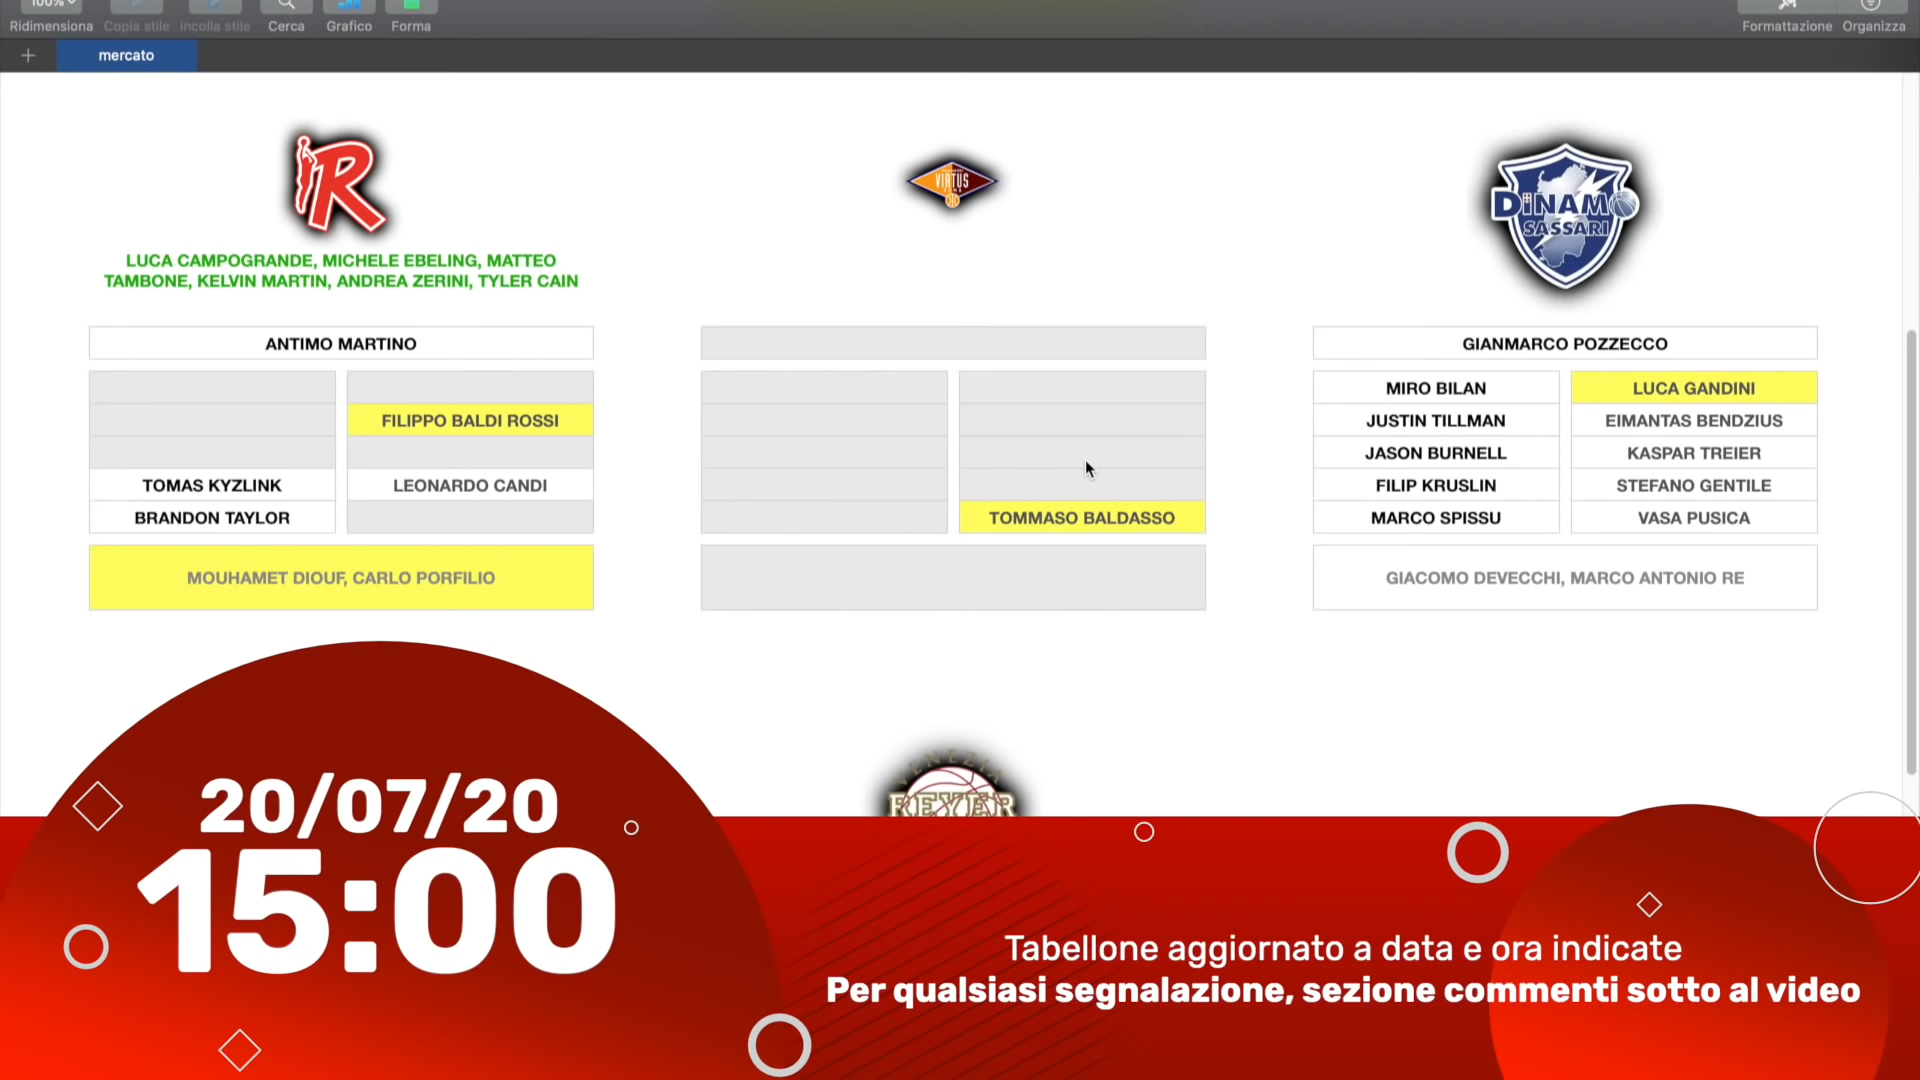 100%
Ridimensiona
Copia stile
Incolla stile
Cerca
Grafico
Forma
Formattazione
Organizza
mercato
R
VIRTUS
DINAMO
SASSARI
LUCA CAMPOGRANDE, MICHELE EBELING, MATTEO
TAMBONE, KELVIN MARTIN, ANDREA ZERINI, TYLER CAIN
ANTIMO MARTINO
FILIPPO BALDI ROSSI
TOMAS KYZLINK
LEONARDO CANDI
BRANDON TAYLOR
MOUHAMET DIOUF, CARLO PORFILIO
TOMMASO BALDASSO
GIANMARCO POZZECCO
MIRO BILAN
LUCA GANDINI
JUSTIN TILLMAN
EIMANTAS BENDZIUS
JASON BURNELL
KASPAR TREIER
FILIP KRUSLIN
STEFANO GENTILE
MARCO SPISSU
VASA PUSICA
GIACOMO DEVECCHI, MARCO ANTONIO RE
VENEZIA
REYER
20/07/20
15:00
Tabellone aggiornato a data e ora indicate
Per qualsiasi segnalazione, sezione commenti sotto al video